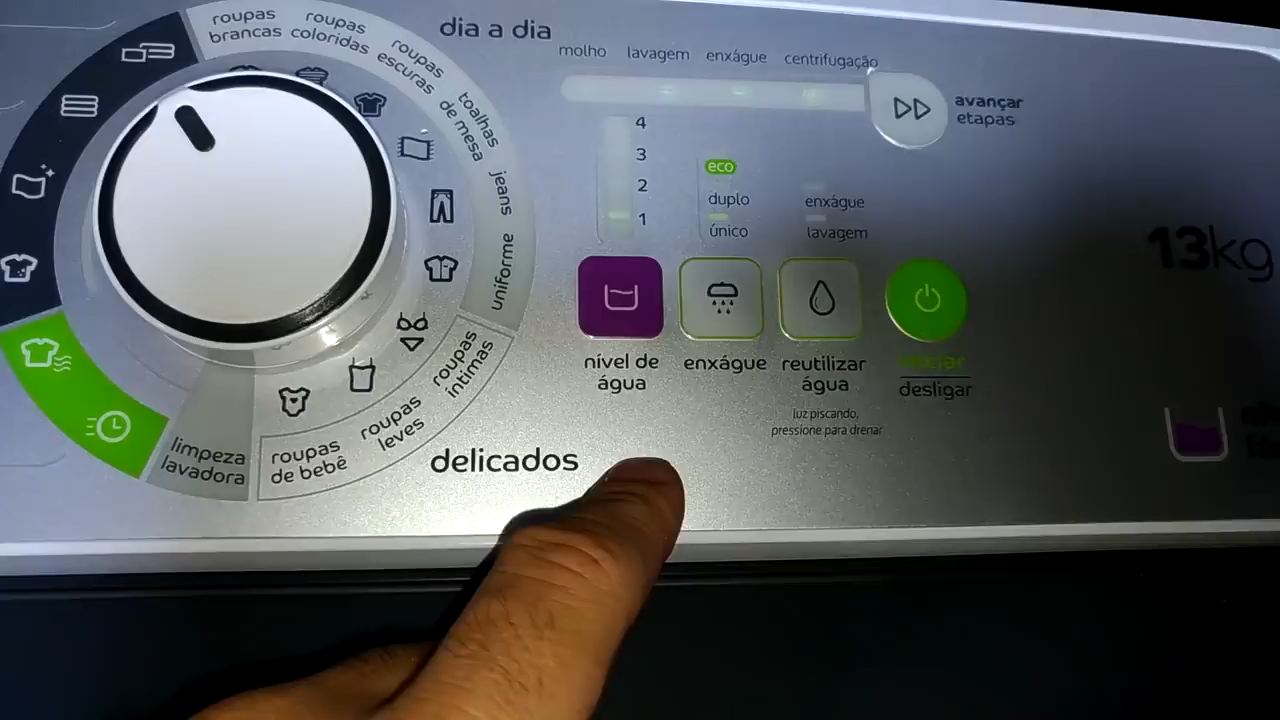 roupas
brancas
roupas
coloridas
roupas
escuras
toalhas
de mesa
jeans
uniforme
roupas
íntimas
roupas
leves
roupas
de bebê
limpeza
lavadora
dia a dia
delicados
molho lavagem enxágue centrifugação
avançar
etapas
4
3
2
1
eco
duplo
único
enxágue
lavagem
nível de
água
enxágue
reutilizar
água
luz piscando,
pressione para drenar
desligar
13kg